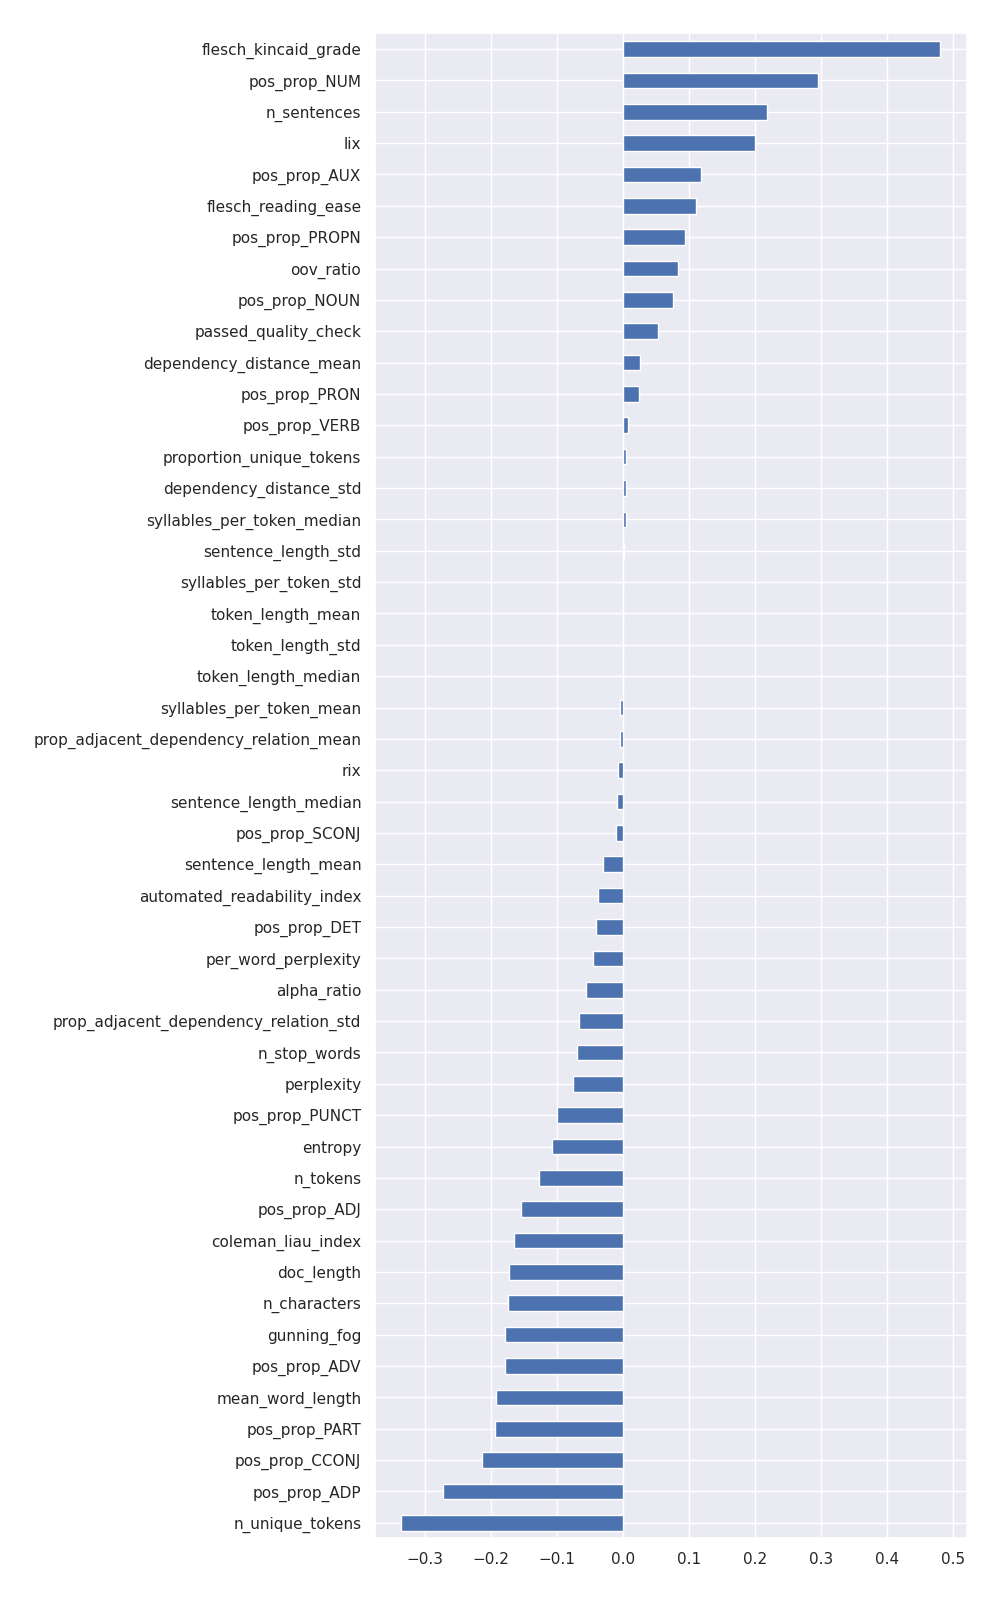 flesch_kincaid_grade
pos_prop_NUM
n_sentences
lix
pos_prop_AUX
flesch_reading_ease
pos_prop_PROPN
oov_ratio
pos_prop_NOUN
passed_quality_check
dependency_distance_mean
pos_prop_PRON
pos_prop_VERB
proportion_unique_tokens
dependency_distance_std
syllables_per_token_median
sentence_length_std
syllables_per_token_std
token_length_mean
token_length_std
token_length_median
syllables_per_token_mean
prop_adjacent_dependency_relation_mean
rix
sentence_length_median
pos_prop_SCONJ
sentence_length_mean
automated_readability_index
pos_prop_DET
per_word_perplexity
alpha_ratio
prop_adjacent_dependency_relation_std
n_stop_words
perplexity
pos_prop_PUNCT
entropy
n_tokens
pos_prop_ADJ
coleman_liau_index
doc_length
n_characters
gunning_fog
pos_prop_ADV
mean_word_length
pos_prop_PART
pos_prop_CCONJ
pos_prop_ADP
n_unique_tokens
−0.3 −0.2 −0.1 0.0 0.1 0.2 0.3 0.4 0.5